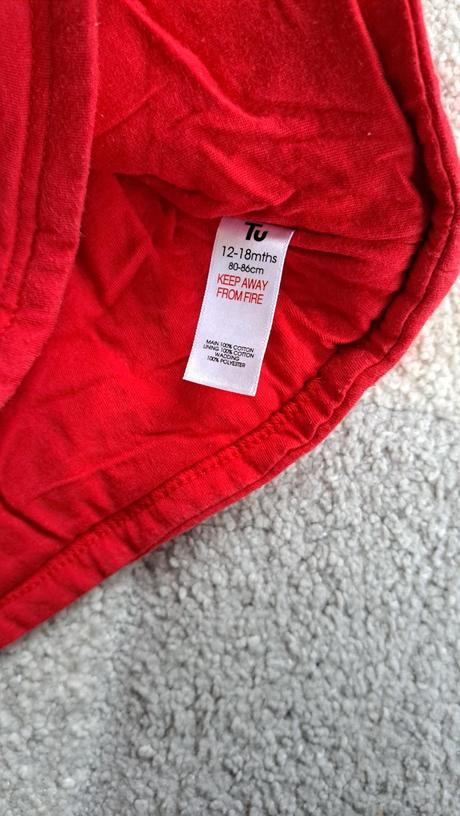 Tu
12-18mths
80-86cm
KEEP AWAY
FROM FIRE
MAIN 100% COTTON
LINING 100% COTTON
WADDING
100% POLYESTER